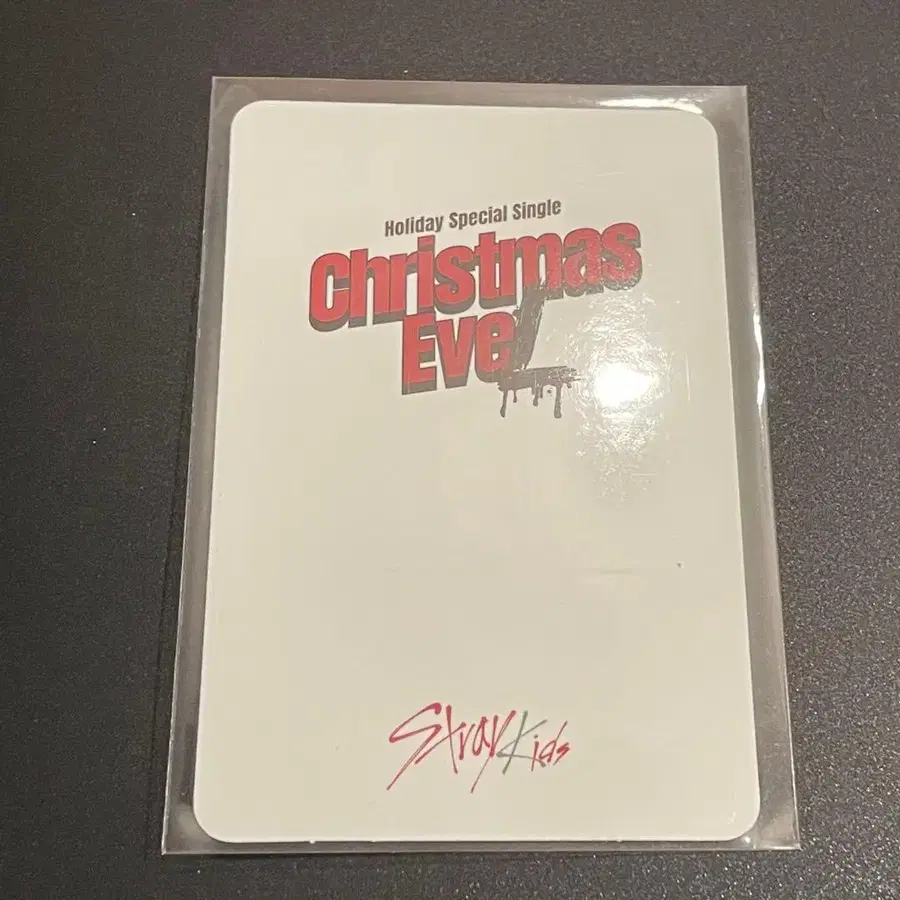 Holiday Special Single
Christmas
EveL
Stray Kids